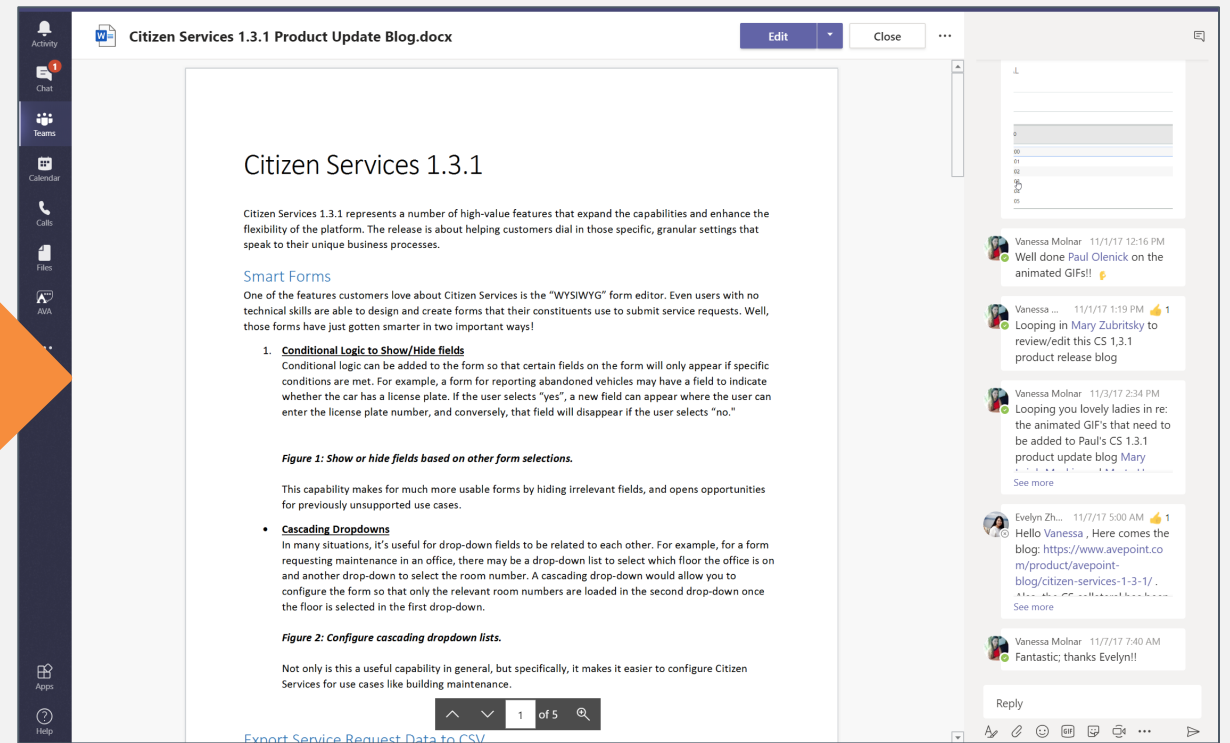 Activity
1
Chat
Teams
Calendar
Calls
Files
AVA
Apps
Help
Citizen Services 1.3.1 Product Update Blog.docx
Edit
Close
Citizen Services 1.3.1
Citizen Services 1.3.1 represents a number of high-value features that expand the capabilities and enhance the
flexibility of the platform. The release is about helping customers dial in those specific, granular settings that
speak to their unique business processes.
Smart Forms
One of the features customers love about Citizen Services is the “WYSIWYG” form editor. Even users with no
technical skills are able to design and create forms that their constituents use to submit service requests. Well,
those forms have just gotten smarter in two important ways!
1. Conditional Logic to Show/Hide fields
Conditional logic can be added to the form so that certain fields on the form will only appear if specific
conditions are met. For example, a form for reporting abandoned vehicles may have a field to indicate
whether the car has a license plate. If the user selects “yes”, a new field can appear where the user can
enter the license plate number, and conversely, that field will disappear if the user selects “no."
Figure 1: Show or hide fields based on other form selections.
This capability makes for much more usable forms by hiding irrelevant fields, and opens opportunities
for previously unsupported use cases.
• Cascading Dropdowns
In many situations, it’s useful for drop-down fields to be related to each other. For example, for a form
requesting maintenance in an office, there may be a drop-down list to select which floor the office is on
and another drop-down to select the room number. A cascading drop-down would allow you to
configure the form so that only the relevant room numbers are loaded in the second drop-down once
the floor is selected in the first drop-down.
Figure 2: Configure cascading dropdown lists.
Not only is this a useful capability in general, but specifically, it makes it easier to configure Citizen
Services for use cases like building maintenance.
1 of 5
Export Service Request Data to CSV
00
01
02
05
Vanessa Molnar 11/1/17 12:16 PM
Well done Paul Olenick on the
animated GIFs!!
Vanessa ... 11/1/17 1:19 PM 1
Looping in Mary Zubritsky to
review/edit this CS 1,3.1
product release blog
Vanessa Molnar 11/3/17 2:34 PM
Looping you lovely ladies in re:
the animated GIF's that need to
be added to Paul's CS 1.3.1
product update blog Mary
See more
Evelyn Zh... 11/7/17 5:00 AM 1
Hello Vanessa , Here comes the
blog: https://www.avepoint.co
m/product/avepoint-
blog/citizen-services-1-3-1/ .
Also, the CS collateral has been
See more
Vanessa Molnar 11/7/17 7:40 AM
Fantastic; thanks Evelyn!!
Reply
GIF